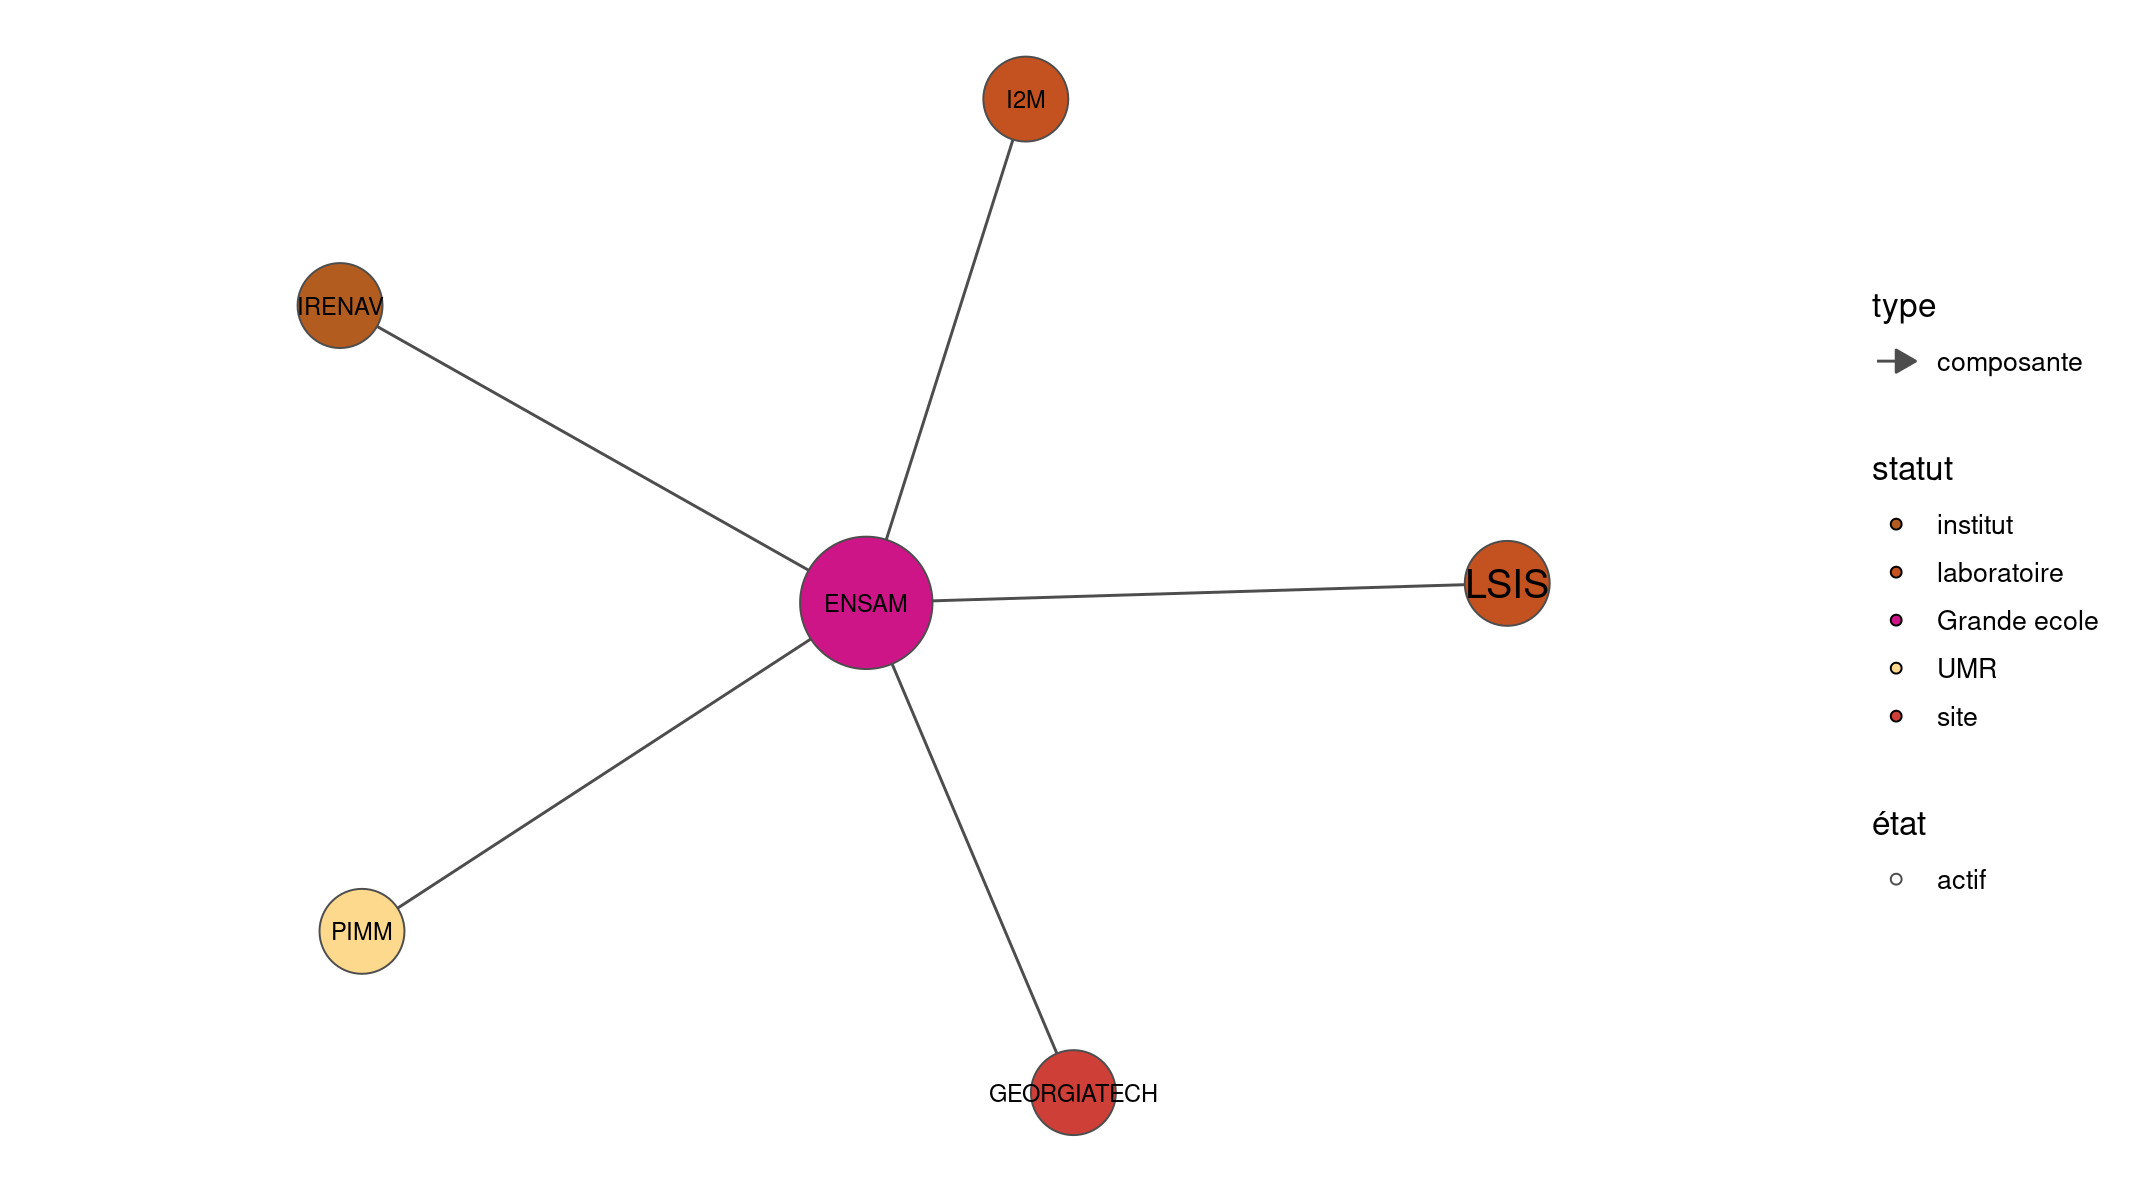 I2M
IRENAV
LSIS
ENSAM
PIMM
GEORGIATECH
type
composante
statut
institut
laboratoire
Grande ecole
UMR
site
état
actif